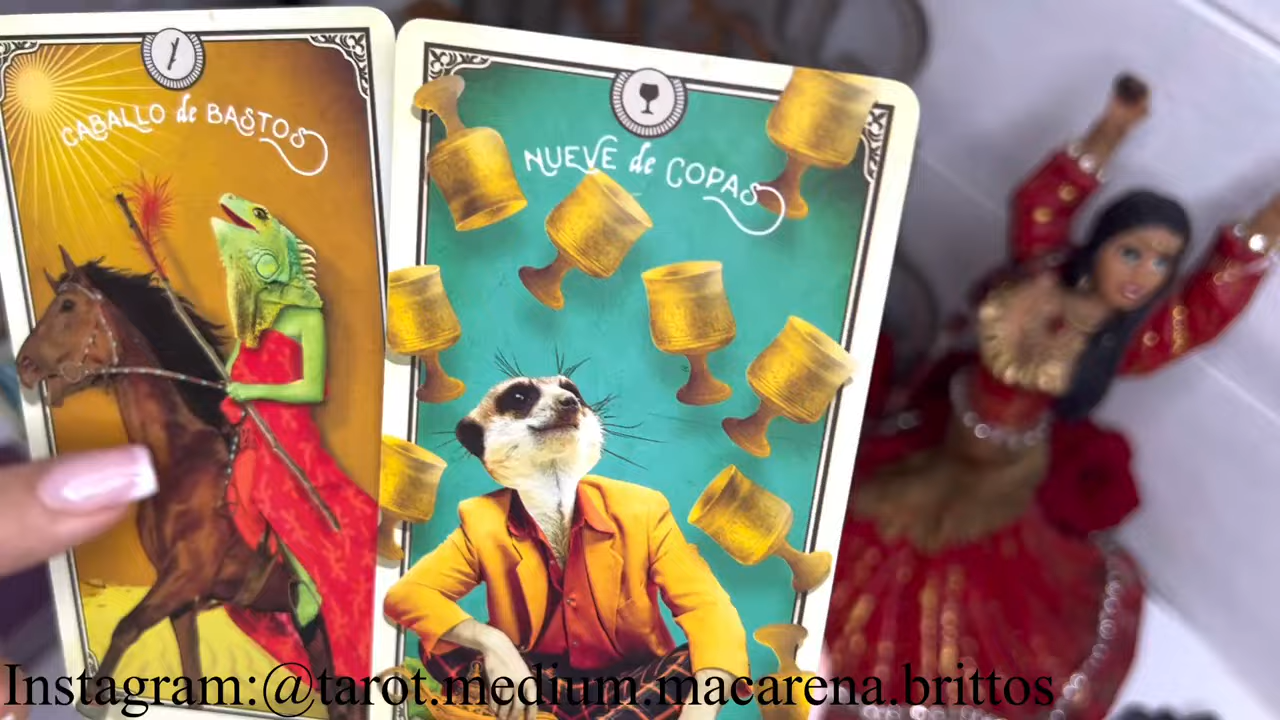 CABALLO de BASTOS
NUEVE de COPAS
Instagram:@tarot.medium.macarena.brittos